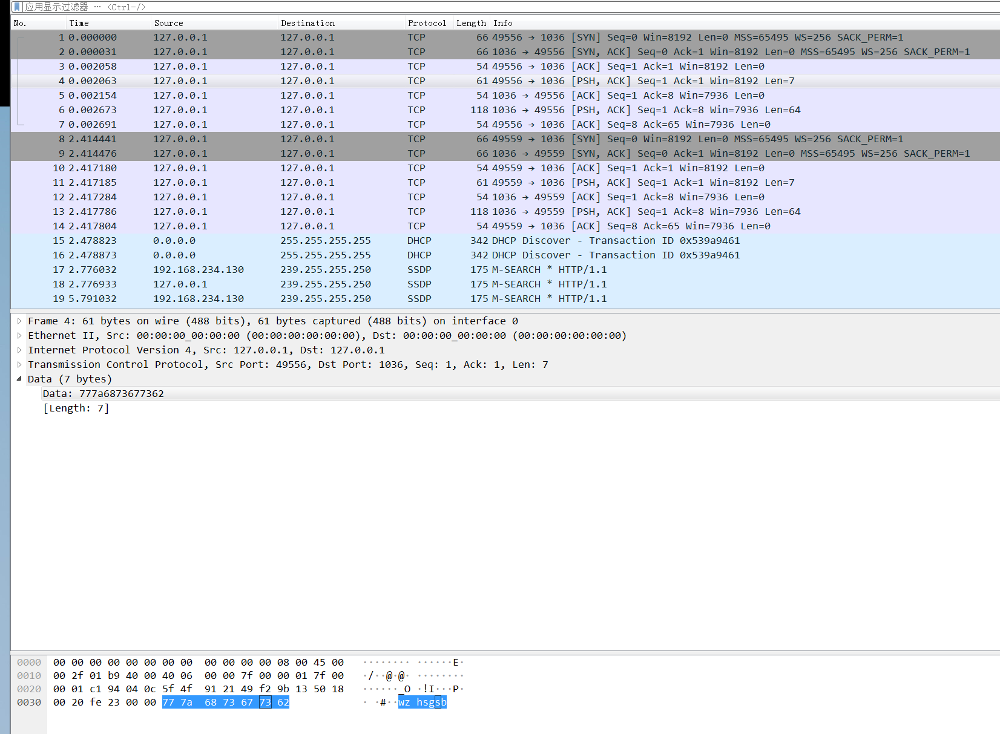 应用显示过滤器 … <Ctrl-/>
No. Time Source Destination Protocol Length Info
1 0.000000 127.0.0.1 127.0.0.1 TCP 66 49556 → 1036 [SYN] Seq=0 Win=8192 Len=0 MSS=65495 WS=256 SACK_PERM=1
2 0.000031 127.0.0.1 127.0.0.1 TCP 66 1036 → 49556 [SYN, ACK] Seq=0 Ack=1 Win=8192 Len=0 MSS=65495 WS=256 SACK_PERM=1
3 0.002058 127.0.0.1 127.0.0.1 TCP 54 49556 → 1036 [ACK] Seq=1 Ack=1 Win=8192 Len=0
4 0.002063 127.0.0.1 127.0.0.1 TCP 61 49556 → 1036 [PSH, ACK] Seq=1 Ack=1 Win=8192 Len=7
5 0.002154 127.0.0.1 127.0.0.1 TCP 54 1036 → 49556 [ACK] Seq=1 Ack=8 Win=7936 Len=0
6 0.002673 127.0.0.1 127.0.0.1 TCP 118 1036 → 49556 [PSH, ACK] Seq=1 Ack=8 Win=7936 Len=64
7 0.002691 127.0.0.1 127.0.0.1 TCP 54 49556 → 1036 [ACK] Seq=8 Ack=65 Win=7936 Len=0
8 2.414441 127.0.0.1 127.0.0.1 TCP 66 49559 → 1036 [SYN] Seq=0 Win=8192 Len=0 MSS=65495 WS=256 SACK_PERM=1
9 2.414476 127.0.0.1 127.0.0.1 TCP 66 1036 → 49559 [SYN, ACK] Seq=0 Ack=1 Win=8192 Len=0 MSS=65495 WS=256 SACK_PERM=1
10 2.417180 127.0.0.1 127.0.0.1 TCP 54 49559 → 1036 [ACK] Seq=1 Ack=1 Win=8192 Len=0
11 2.417185 127.0.0.1 127.0.0.1 TCP 61 49559 → 1036 [PSH, ACK] Seq=1 Ack=1 Win=8192 Len=7
12 2.417284 127.0.0.1 127.0.0.1 TCP 54 1036 → 49559 [ACK] Seq=1 Ack=8 Win=7936 Len=0
13 2.417786 127.0.0.1 127.0.0.1 TCP 118 1036 → 49559 [PSH, ACK] Seq=1 Ack=8 Win=7936 Len=64
14 2.417804 127.0.0.1 127.0.0.1 TCP 54 49559 → 1036 [ACK] Seq=8 Ack=65 Win=7936 Len=0
15 2.478823 0.0.0.0 255.255.255.255 DHCP 342 DHCP Discover - Transaction ID 0x539a9461
16 2.478873 0.0.0.0 255.255.255.255 DHCP 342 DHCP Discover - Transaction ID 0x539a9461
17 2.776032 192.168.234.130 239.255.255.250 SSDP 175 M-SEARCH * HTTP/1.1
18 2.776933 127.0.0.1 239.255.255.250 SSDP 175 M-SEARCH * HTTP/1.1
19 5.791032 192.168.234.130 239.255.255.250 SSDP 175 M-SEARCH * HTTP/1.1
Frame 4: 61 bytes on wire (488 bits), 61 bytes captured (488 bits) on interface 0
Ethernet II, Src: 00:00:00_00:00:00 (00:00:00:00:00:00), Dst: 00:00:00_00:00:00 (00:00:00:00:00:00)
Internet Protocol Version 4, Src: 127.0.0.1, Dst: 127.0.0.1
Transmission Control Protocol, Src Port: 49556, Dst Port: 1036, Seq: 1, Ack: 1, Len: 7
Data (7 bytes)
Data: 777a6873677362
[Length: 7]
0000 00 00 00 00 00 00 00 00 00 00 00 00 08 00 45 00 ········ ······E·
0010 00 2f 01 b9 40 00 40 06 00 00 7f 00 00 01 7f 00 ·/··@·@· ········
0020 00 01 c1 94 04 0c 5f 4f 91 21 49 f2 9b 13 50 18 ······_O ·!I···P·
0030 00 20 fe 23 00 00 77 7a 68 73 67 73 62 · ·#··wz hsgsb